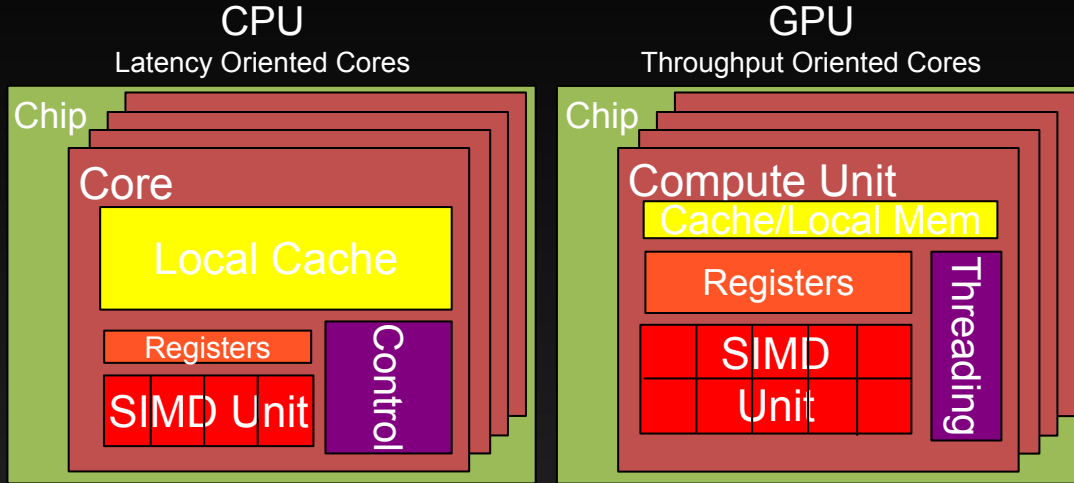 CPU
Latency Oriented Cores
Chip
Core
Local Cache
Registers
SIMD Unit
Control
GPU
Throughput Oriented Cores
Chip
Compute Unit
Cache/Local Mem
Registers
SIMD
Unit
Threading